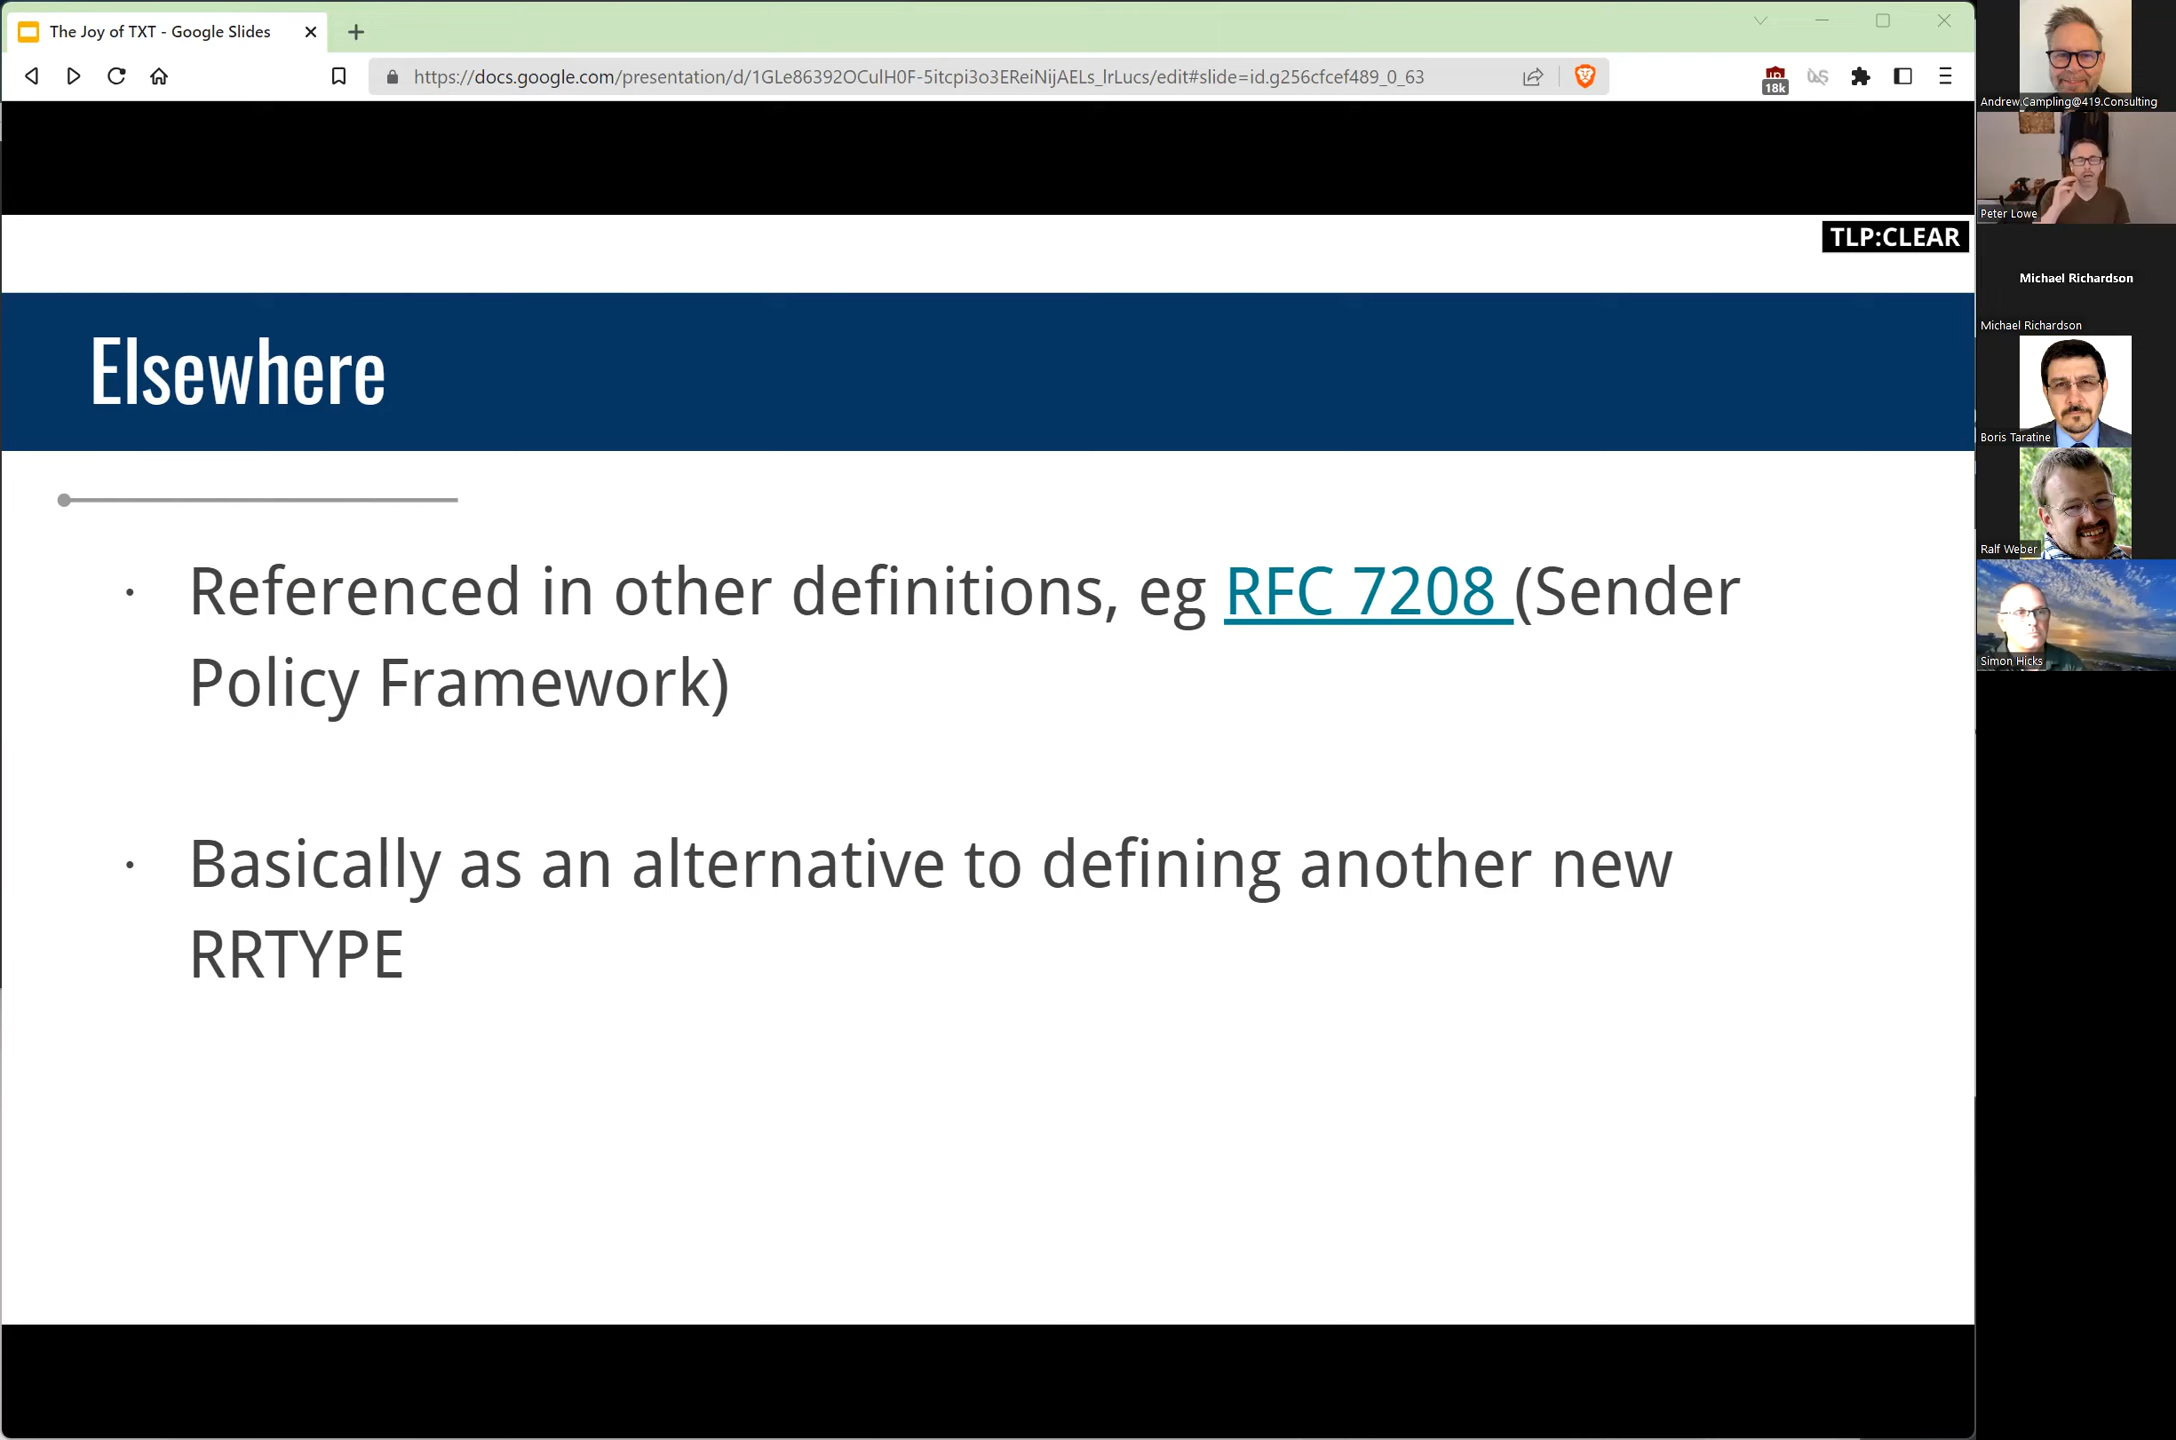 The Joy of TXT - Google Slides
https://docs.google.com/presentation/d/1GLe86392OCulH0F-5itcpi3o3EReiNijAELs_lrLucs/edit#slide=id.g256cfcef489_0_63
18k
TLP:CLEAR
Elsewhere
· Referenced in other definitions, eg RFC 7208 (Sender
Policy Framework)
· Basically as an alternative to defining another new
RRTYPE
Andrew.Campling@419.Consulting
Peter Lowe
Michael Richardson
Michael Richardson
Boris Taratine
Ralf Weber
Simon Hicks